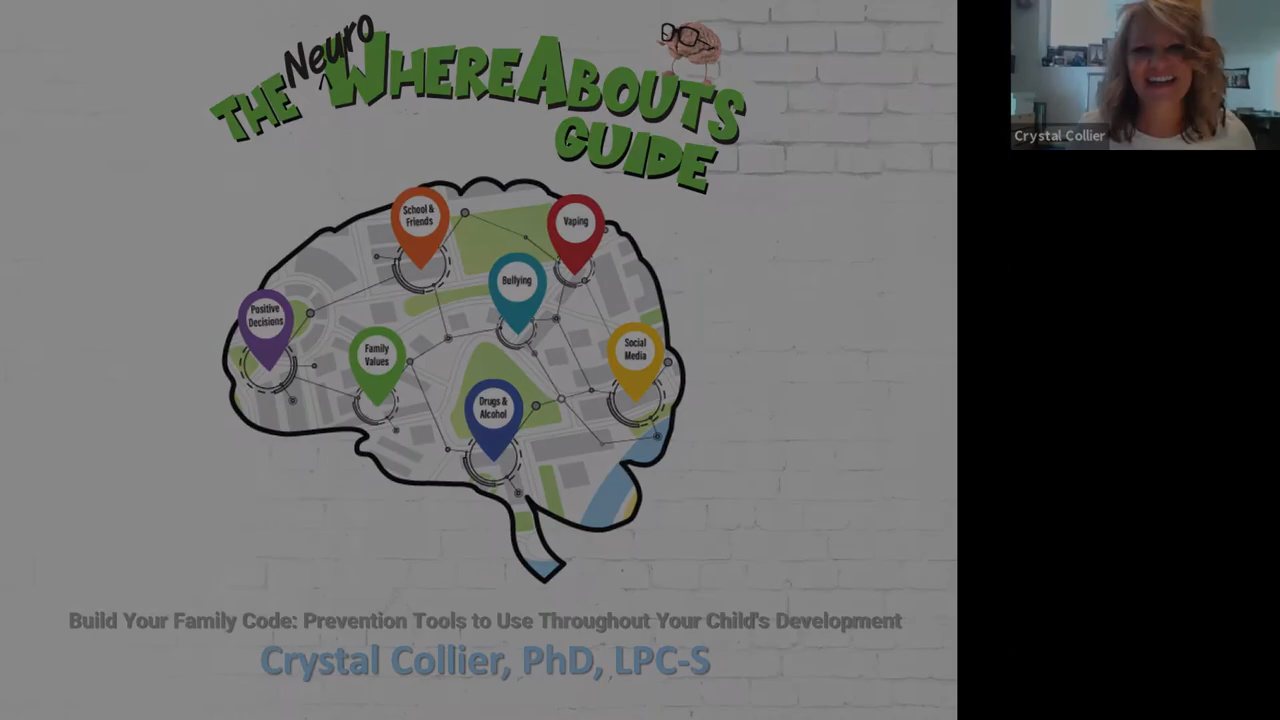 THE Neuro WHEREABOUTS
GUIDE
School &
Friends
Vaping
Bullying
Positive
Decisions
Family
Values
Social
Media
Drugs &
Alcohol
Build Your Family Code: Prevention Tools to Use Throughout Your Child's Development
Crystal Collier, PhD, LPC-S
Crystal Collier